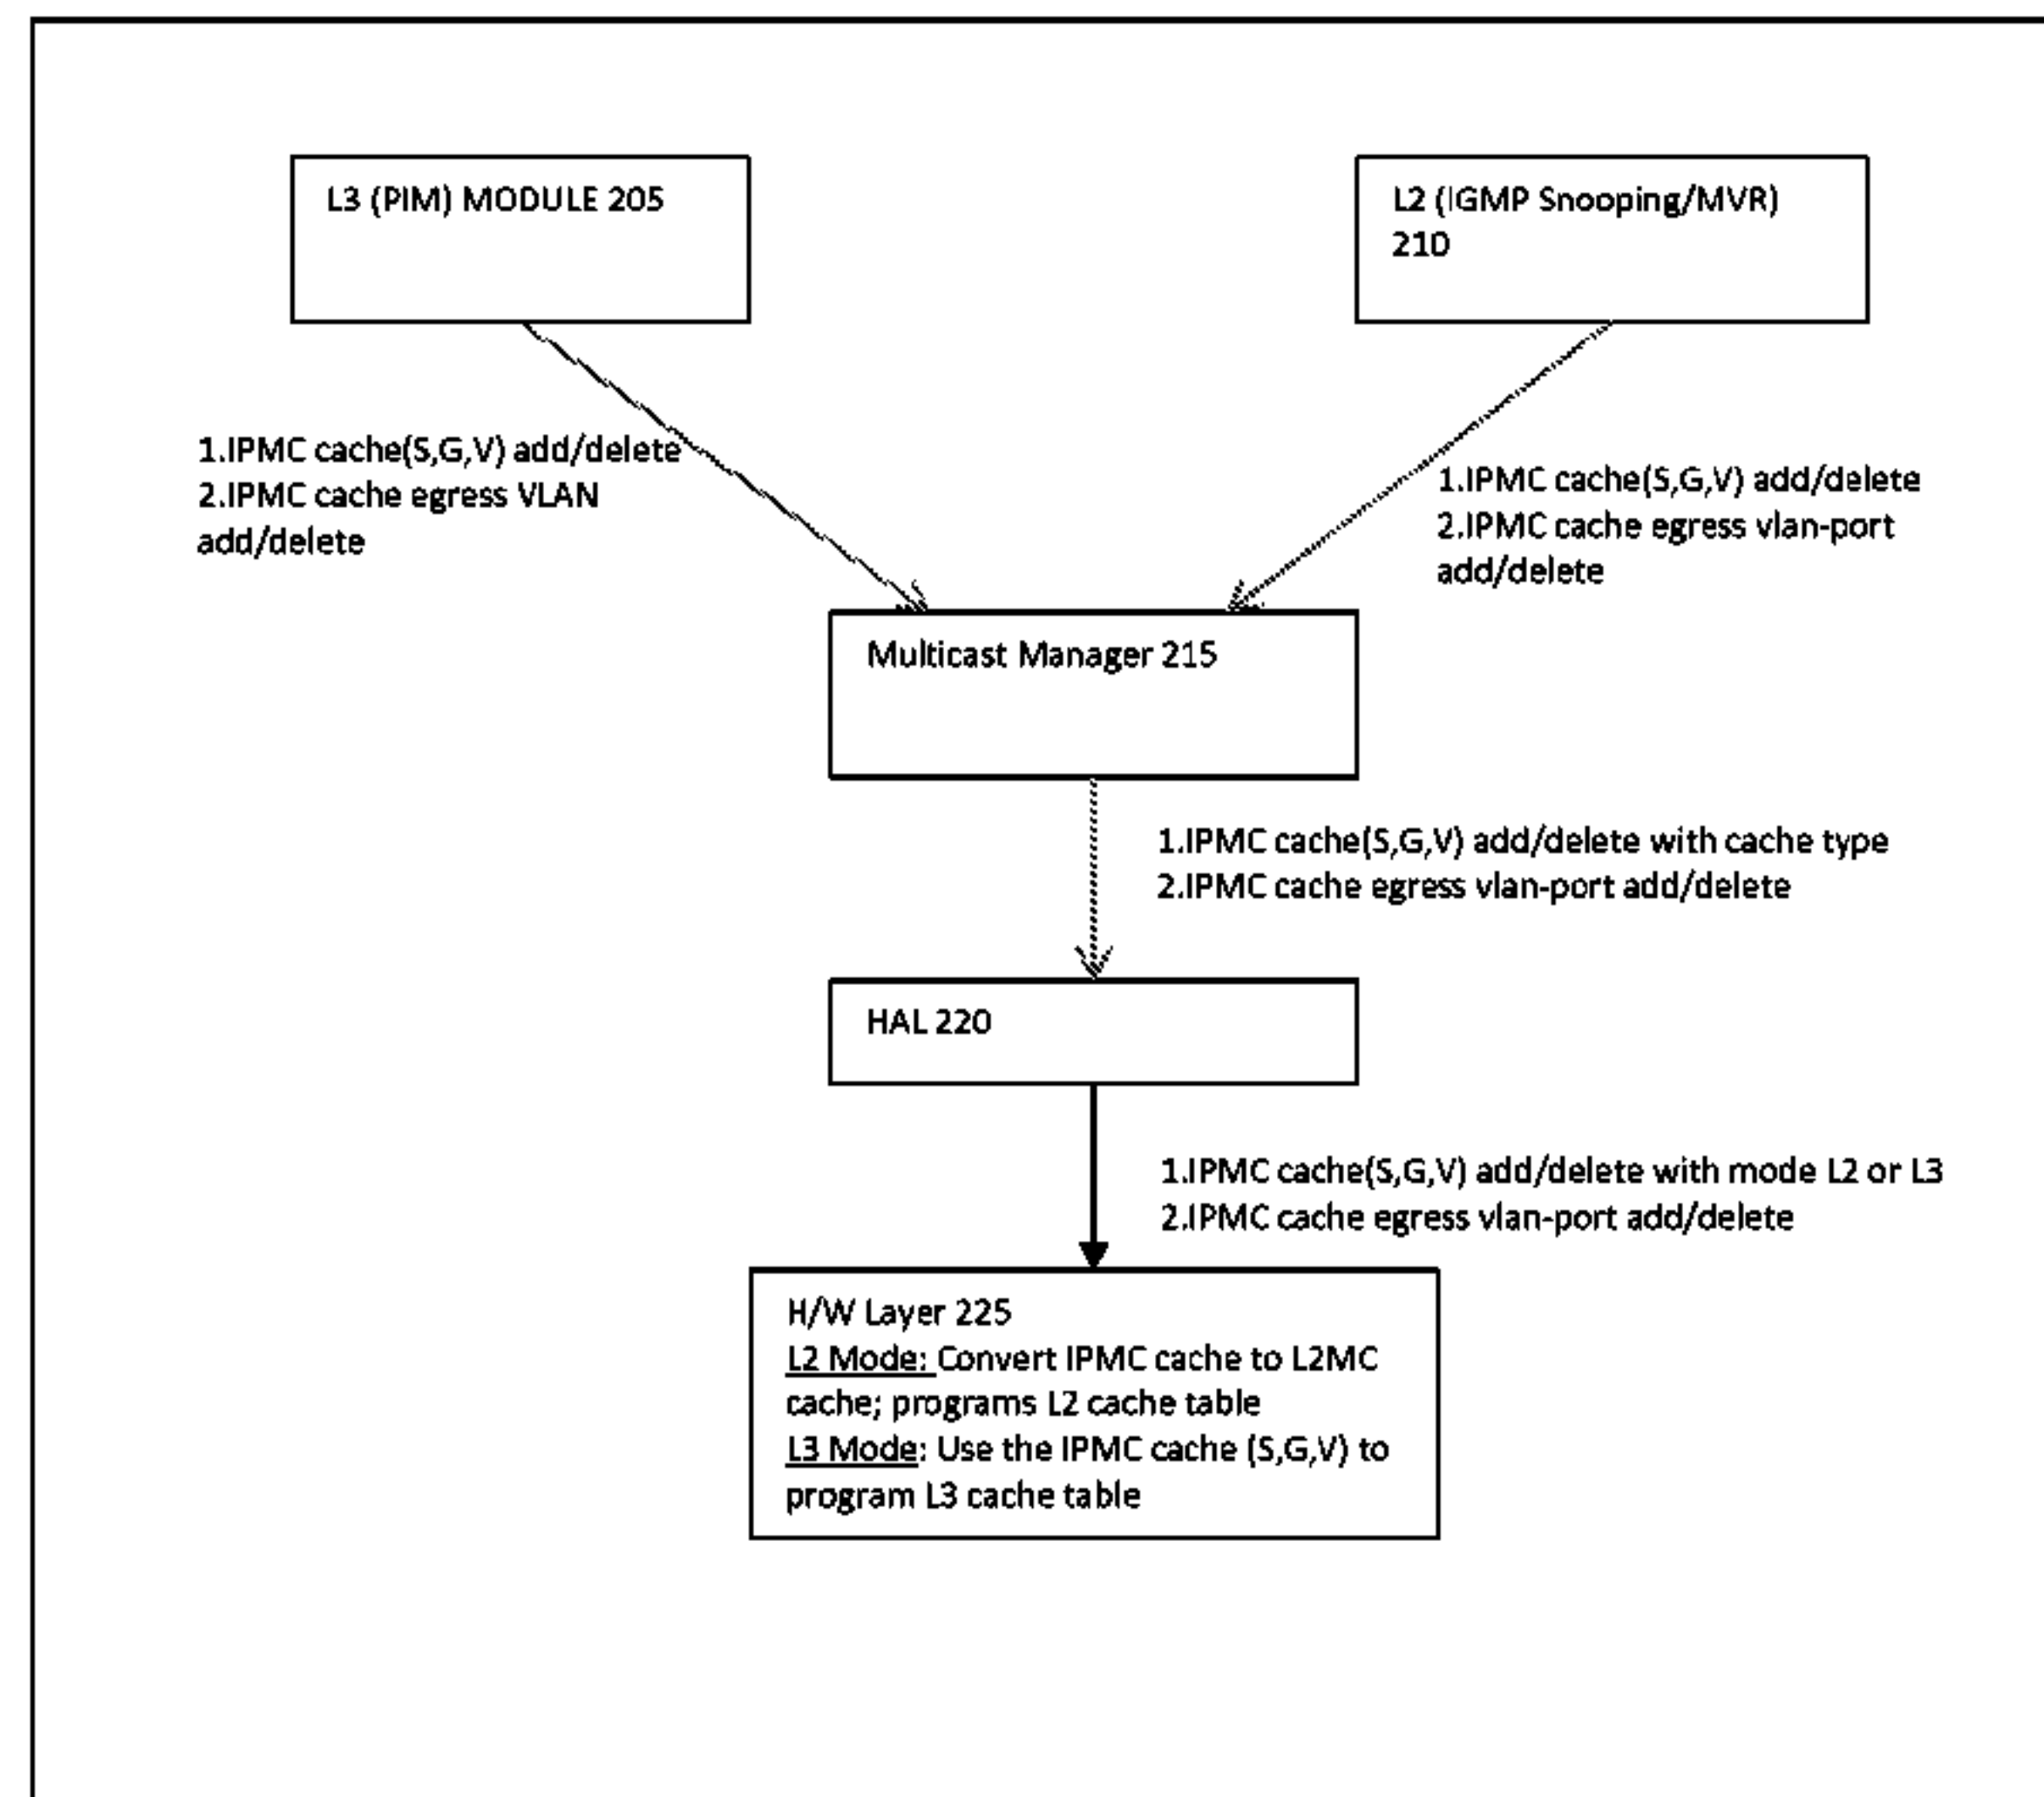 L3 (PIM) MODULE 205
L2 (IGMP Snooping/MVR)
210
1.IPMC cache(S,G,V) add/delete
2.IPMC cache egress VLAN
add/delete
1.IPMC cache(S,G,V) add/delete
2.IPMC cache egress vlan-port
add/delete
Multicast Manager 215
1.IPMC cache(S,G,V) add/delete with cache type
2.IPMC cache egress vlan-port add/delete
HAL 220
1.IPMC cache(S,G,V) add/delete with mode L2 or L3
2.IPMC cache egress vlan-port add/delete
H/W Layer 225
L2 Mode: Convert IPMC cache to L2MC
cache; programs L2 cache table
L3 Mode: Use the IPMC cache (S,G,V) to
program L3 cache table